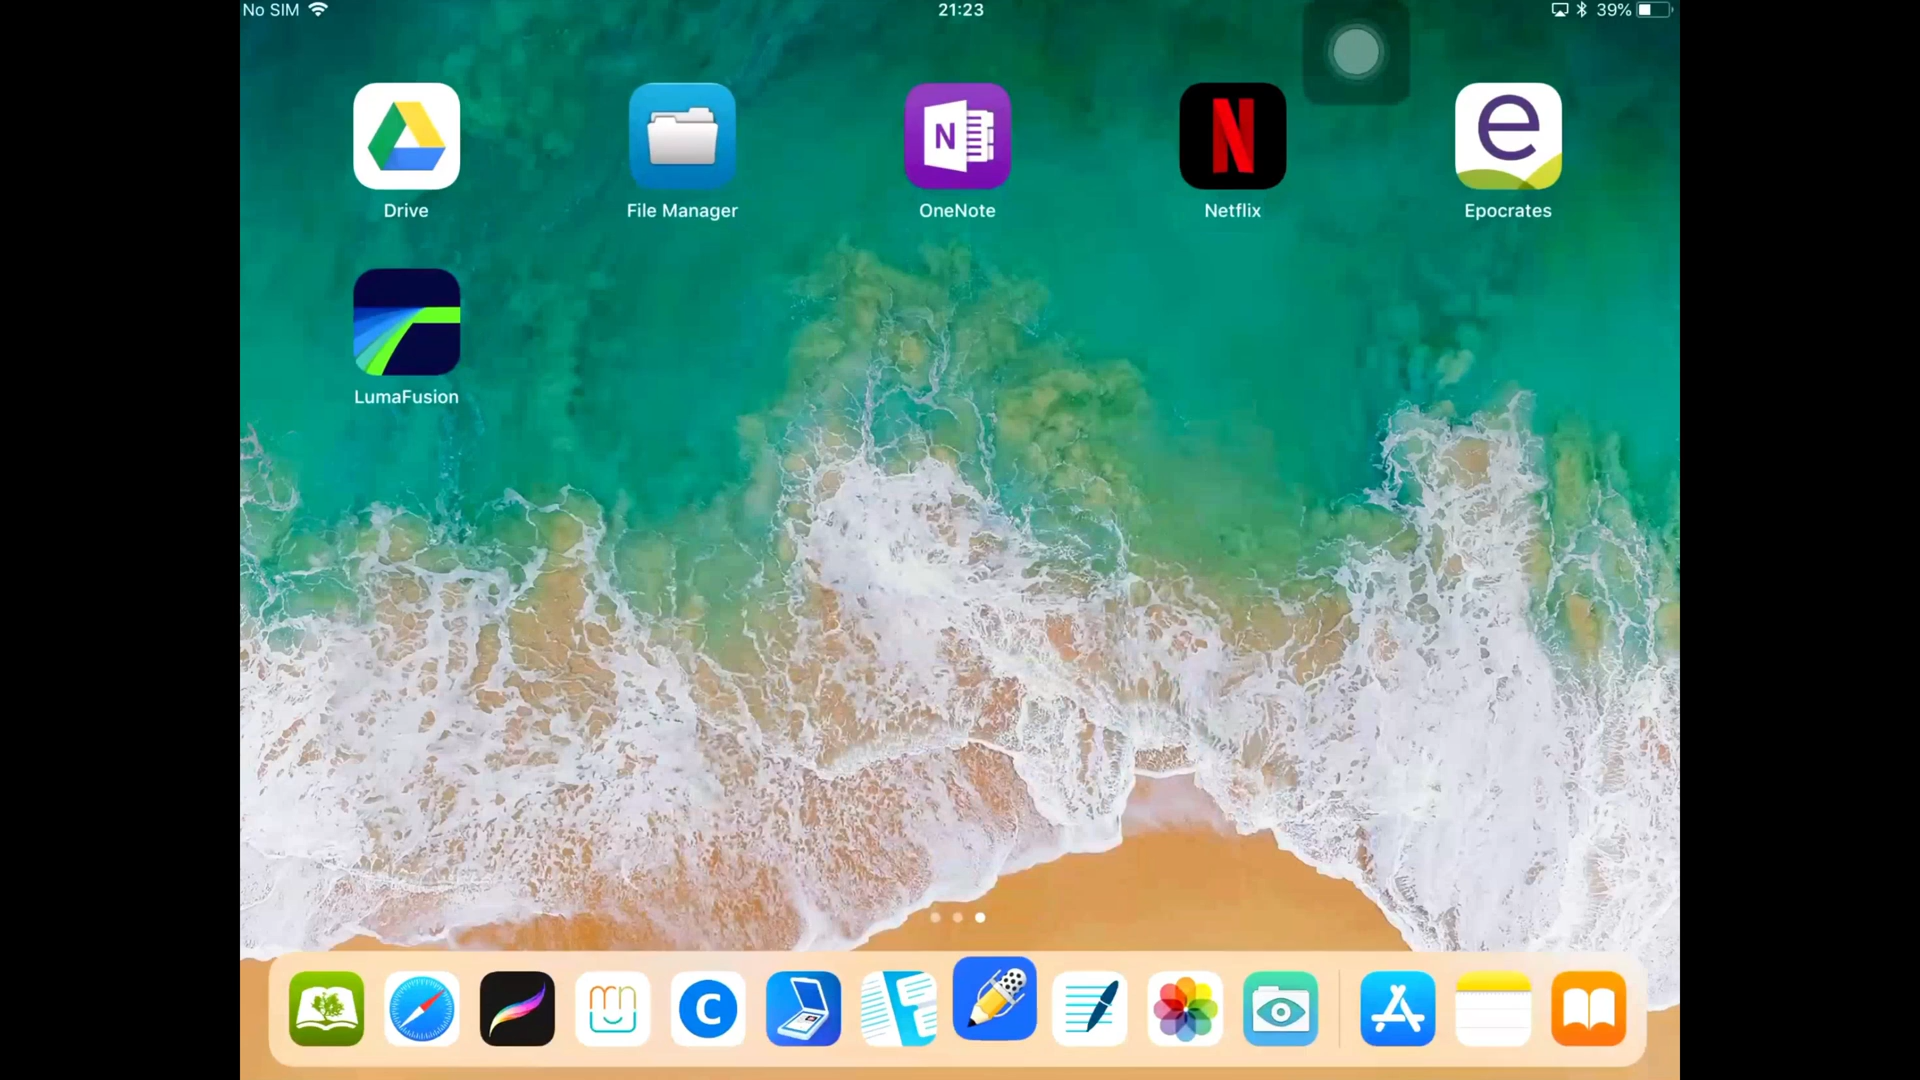 No SIM 21:23 39%
Drive File Manager OneNote Netflix Epocrates
LumaFusion